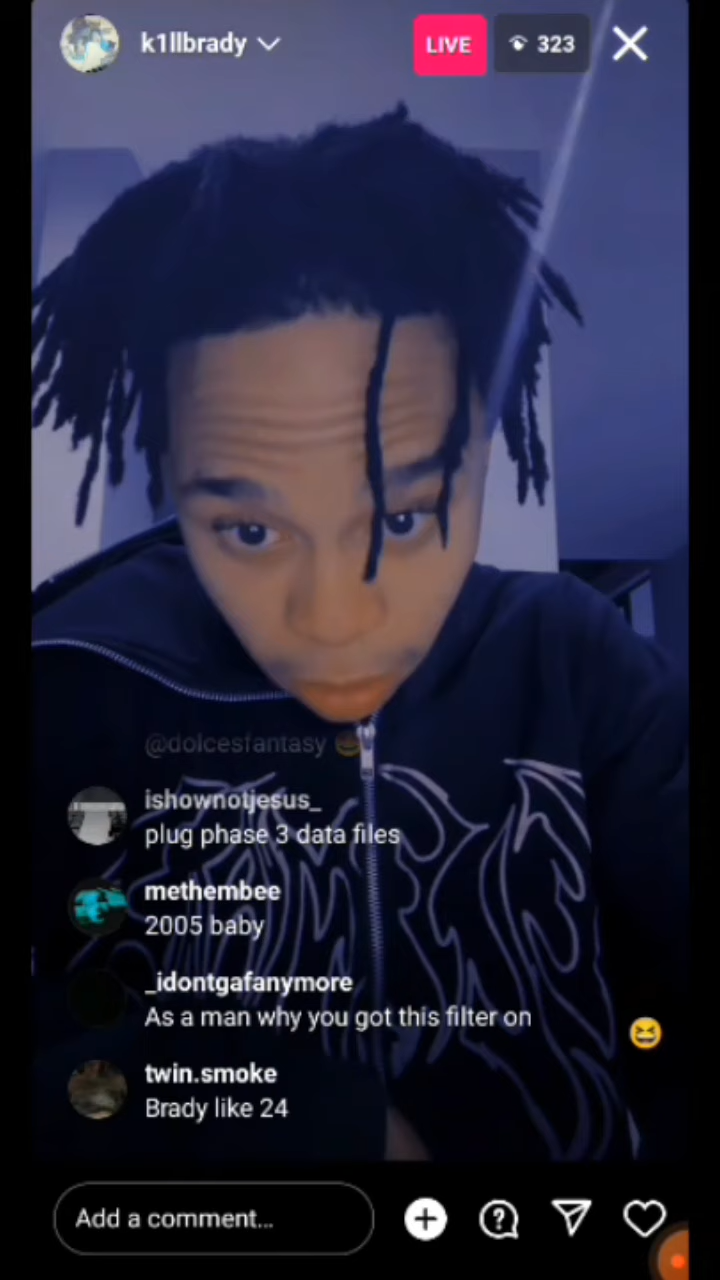 k1llbrady
LIVE
323
@dolcesfantasy 😆
ishownotjesus_
plug phase 3 data files
methembee
2005 baby
_idontgafanymore
As a man why you got this filter on
twin.smoke
Brady like 24
Add a comment...